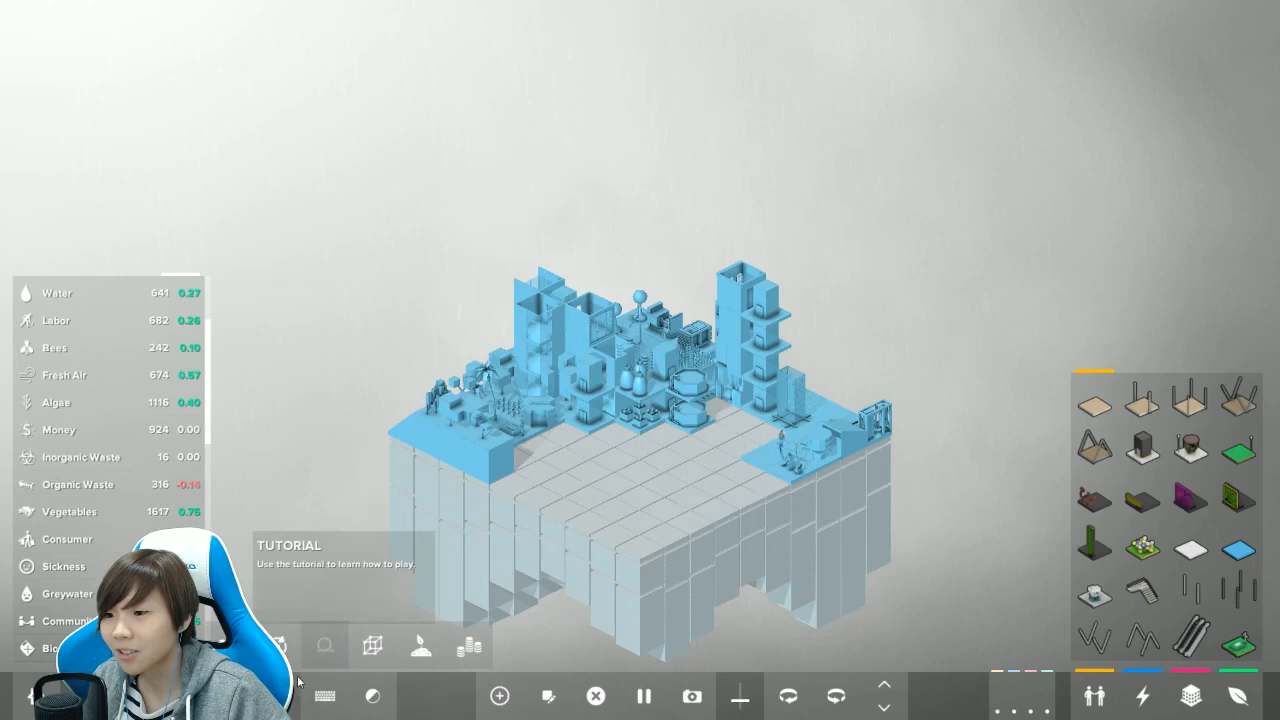 Water 641 0.27
Labor 682 0.26
Bees 242 0.10
Fresh Air 674 0.57
Algae 1116 0.40
Money 924 0.00
Inorganic Waste 16 0.00
Organic Waste 316 -0.14
Vegetables 1617 0.75
Consumer
Sickness
Greywater
TUTORIAL
Use the tutorial to learn how to play.